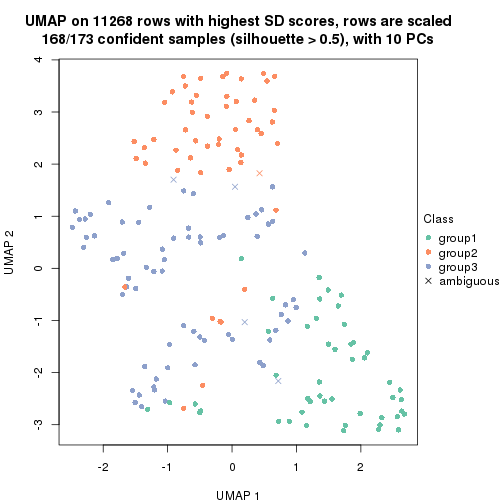 UMAP on 11268 rows with highest SD scores, rows are scaled
168/173 confident samples (silhouette > 0.5), with 10 PCs
4
3
2
1
0
-1
-2
-3
UMAP 2
-2
-1
0
1
2
UMAP 1
Class
group1
group2
group3
ambiguous